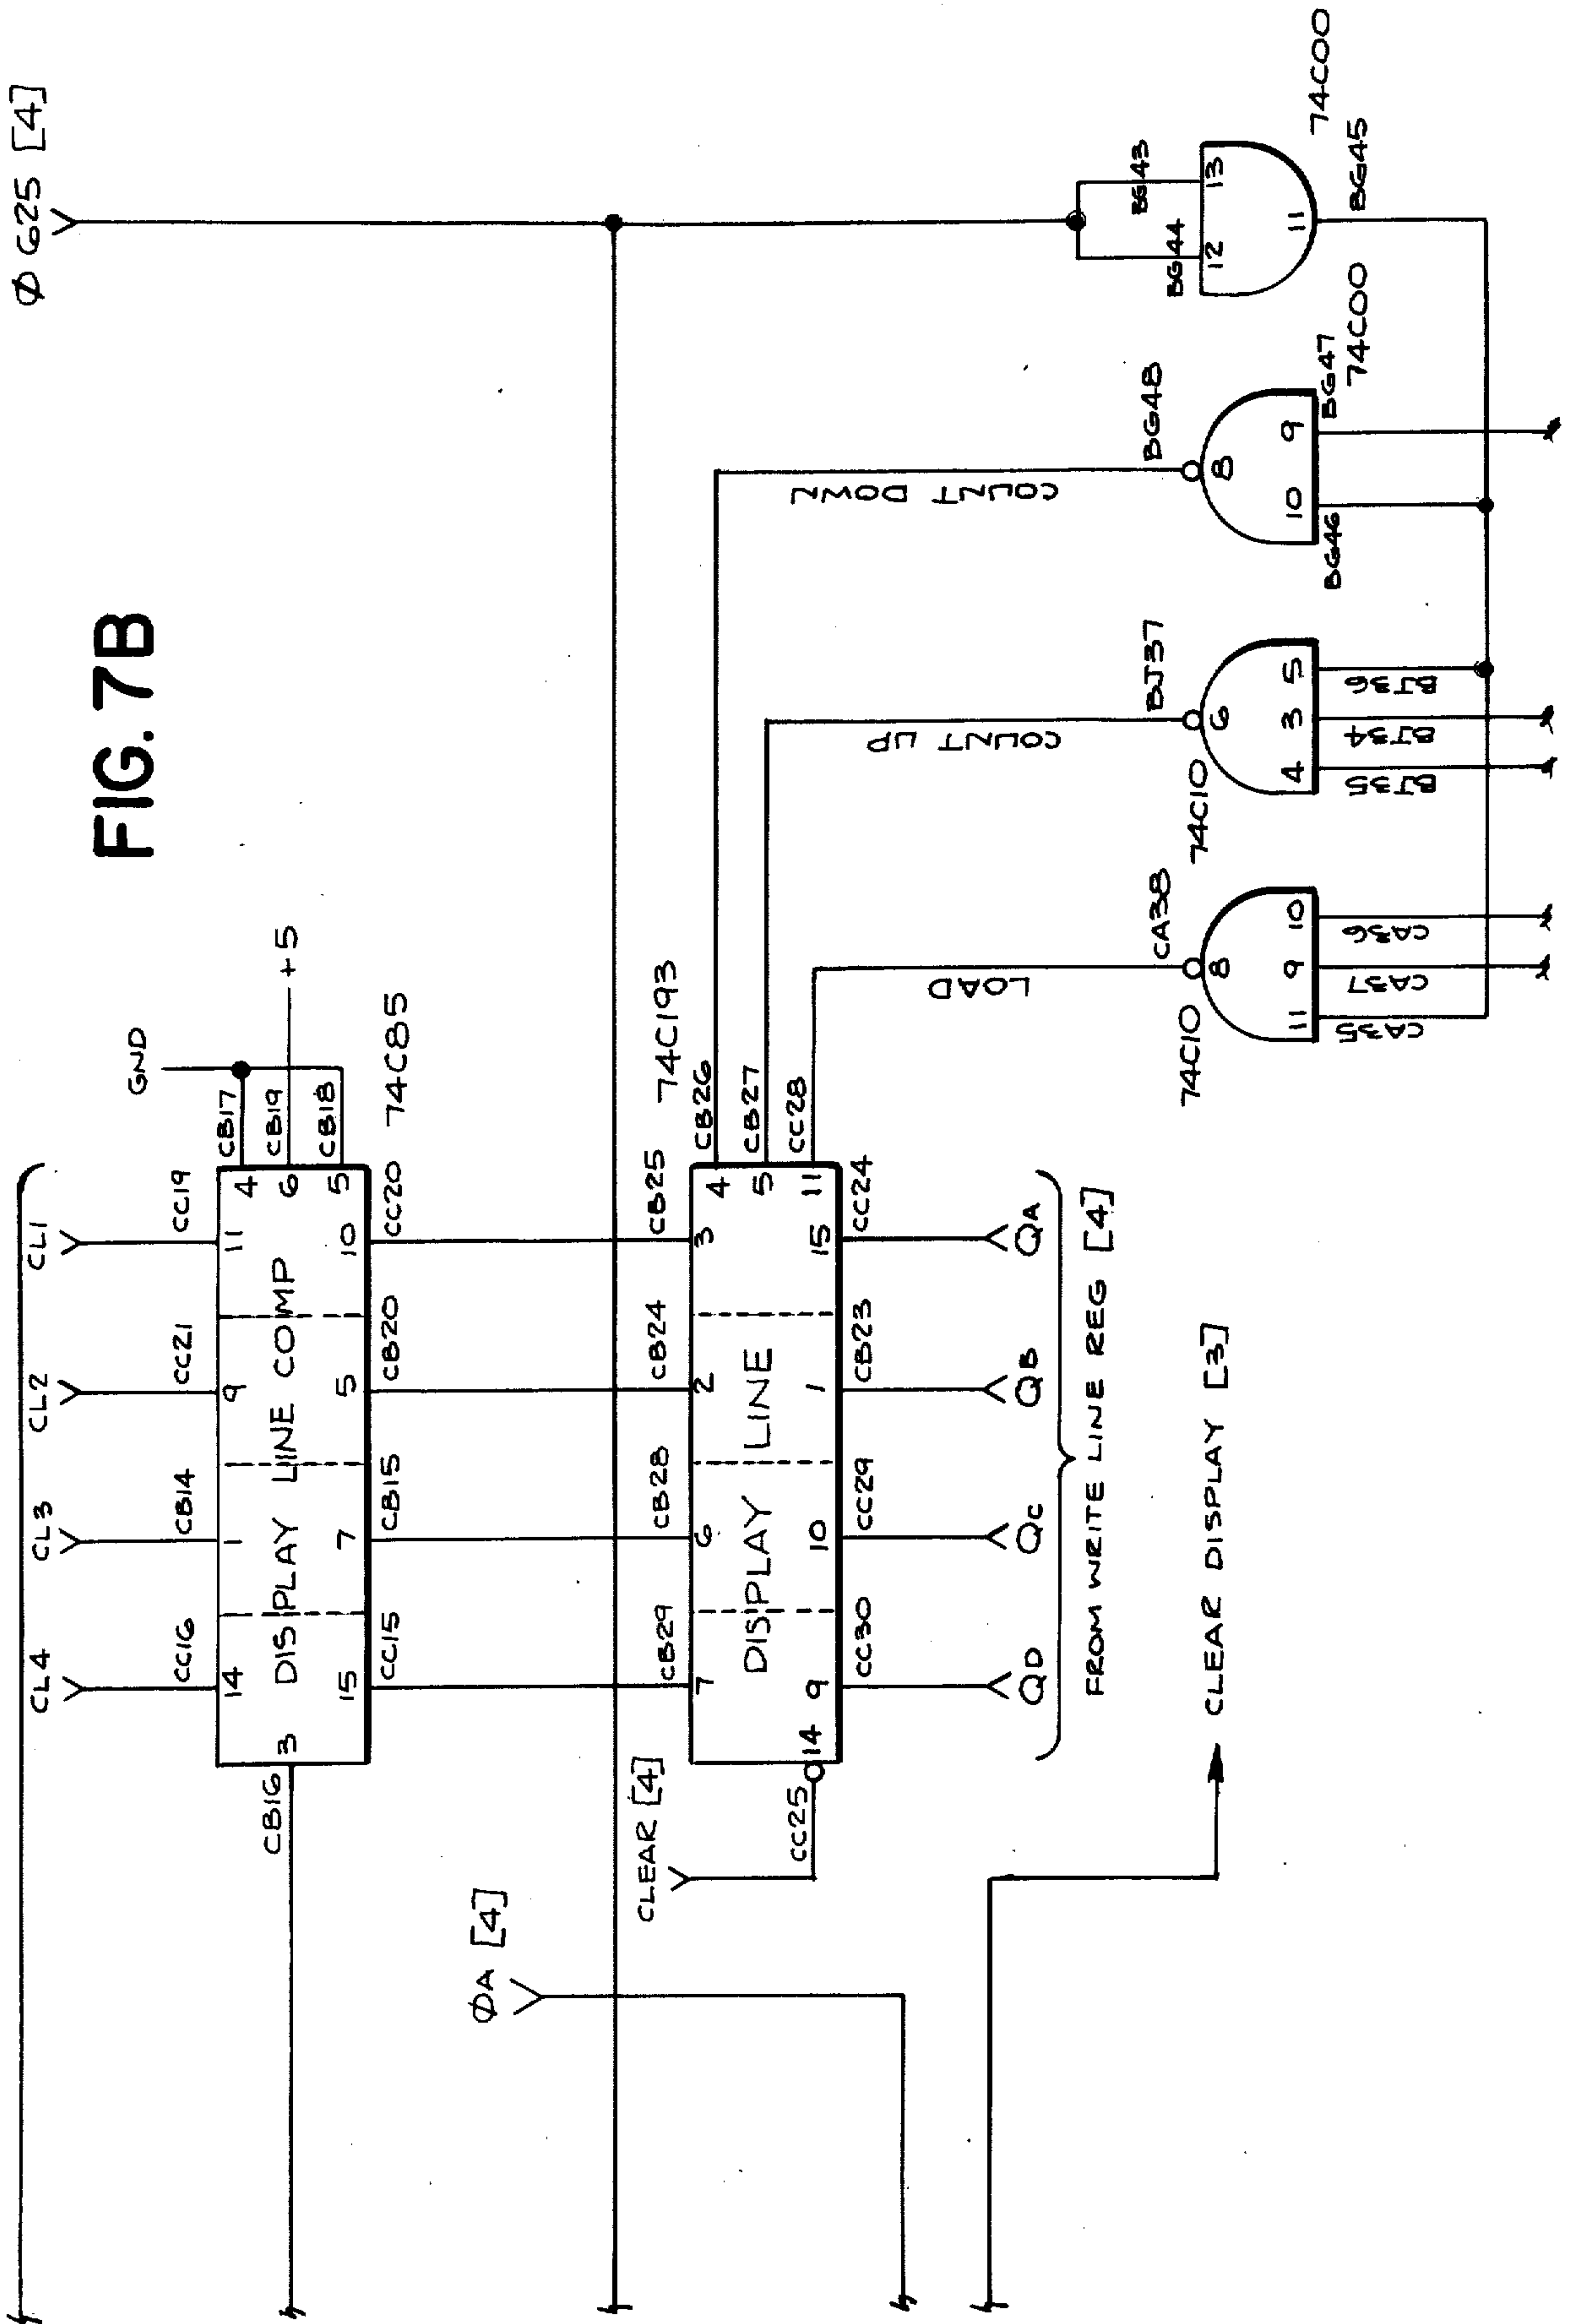 FIG. 7B
Ø G25 [4]
CL4
CL3
CL2
CL1
GND
+5
CC16
CB14
CC21
CC19
CB17
CB19
CB18
CB16
3
14
1
9
11
4
6
5
DISPLAY LINE COMP
15
7
5
10
CC15
CB15
CB20
CC20
74C85
ØA [4]
CLEAR [4]
CC25
CB29
CB28
CB24
CB25
74C193
CB26
CB27
CC28
7
6
2
3
4
5
11
DISPLAY LINE
14
9
10
1
15
CC30
CC29
CB23
CC24
QD
QC
QB
QA
FROM WRITE LINE REG [4]
CLEAR DISPLAY [3]
LOAD
COUNT UP
COUNT DOWN
CA38
8
74C10
11
9
10
CA35
CA37
CA36
BJ37
6
74C10
4
3
5
BJ35
BJ34
BJ36
BG48
8
10
9
BG46
BG47
74C00
BG44
BG43
12
13
11
74C00
BG45